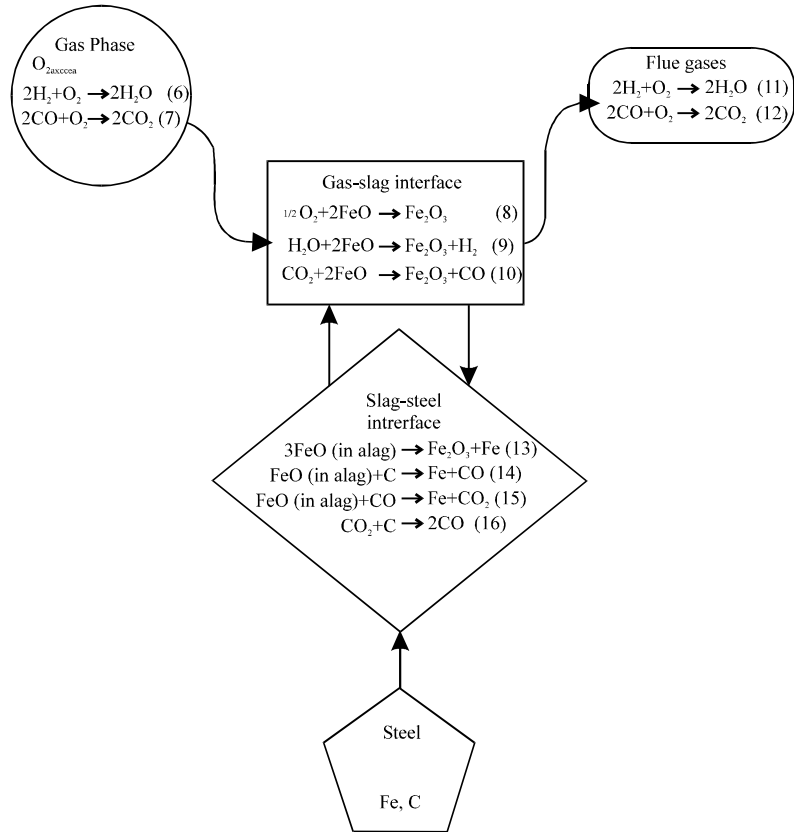 Gas Phase
O₂axccea
2H₂+O₂ → 2H₂O (6)
2CO+O₂ → 2CO₂ (7)
Flue gases
2H₂+O₂ → 2H₂O (11)
2CO+O₂ → 2CO₂ (12)
Gas-slag interface
1/2 O₂+2FeO → Fe₂O₃ (8)
H₂O+2FeO → Fe₂O₃+H₂ (9)
CO₂+2FeO → Fe₂O₃+CO (10)
Slag-steel
intrerface
3FeO (in alag) → Fe₂O₃+Fe (13)
FeO (in alag)+C → Fe+CO (14)
FeO (in alag)+CO → Fe+CO₂ (15)
CO₂+C → 2CO (16)
Steel
Fe, C